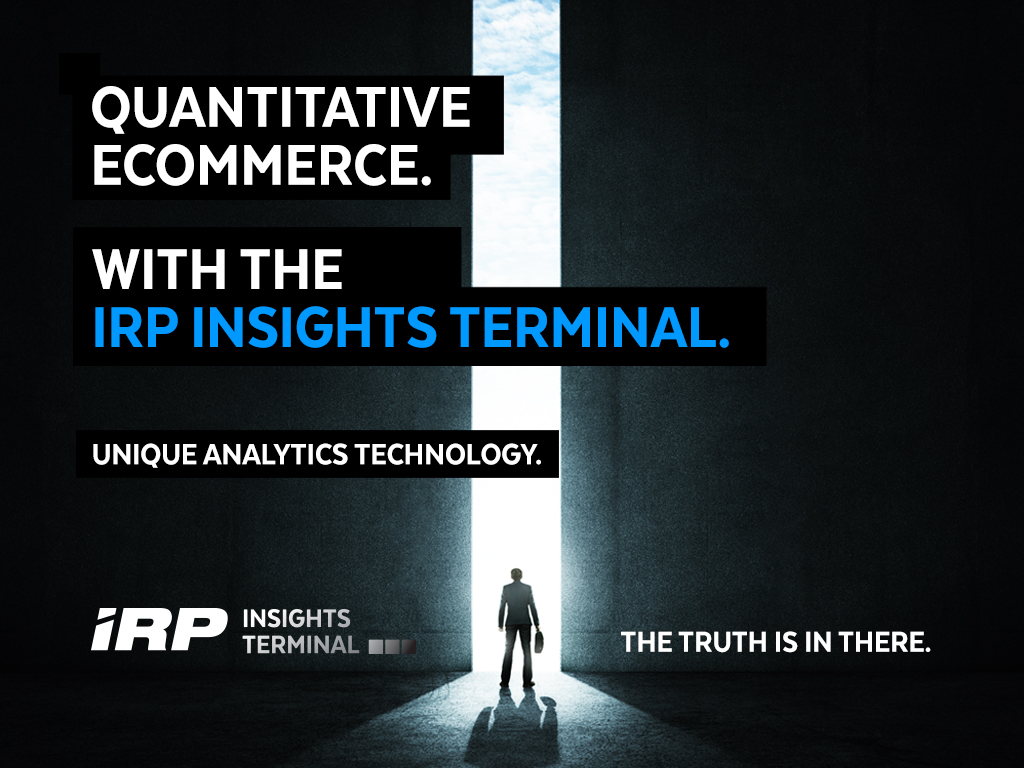 QUANTITATIVE
ECOMMERCE.
WITH THE
IRP INSIGHTS TERMINAL.
UNIQUE ANALYTICS TECHNOLOGY.
iRP INSIGHTS
TERMINAL
THE TRUTH IS IN THERE.